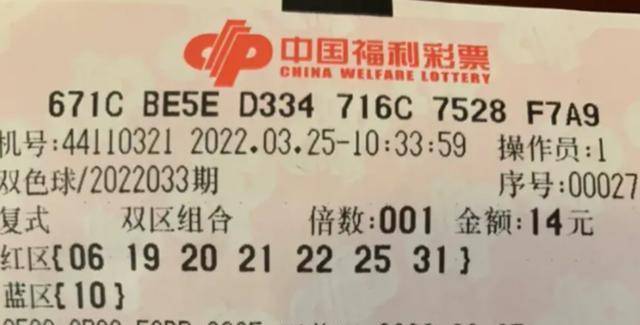 中国福利彩票
CHINA WELFARE LOTTERY
671C BE5E D334 716C 7528 F7A9
机号:44110321 2022.03.25-10:33:59 操作员:1
双色球/2022033期 序号:00027
复式 双区组合 倍数:001 金额:14元
红区{06 19 20 21 22 25 31}
蓝区{10}